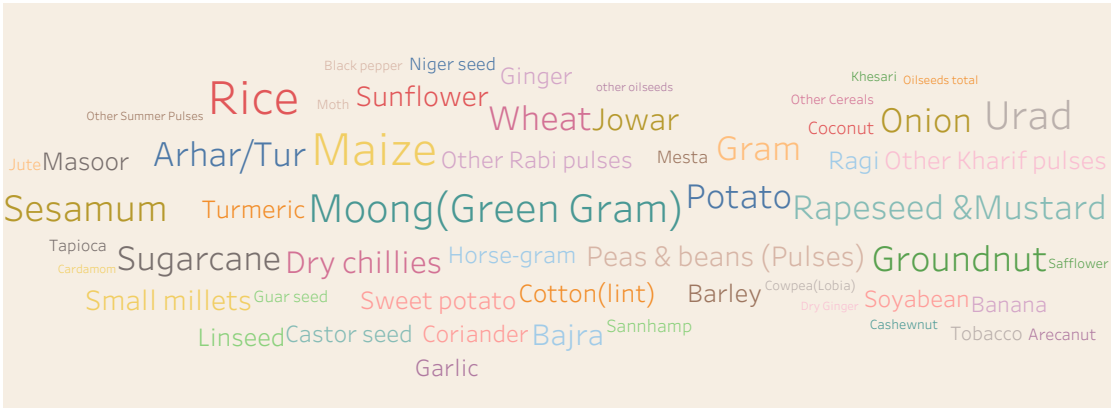 Black pepper Niger seed Ginger
Khesari Oilseeds total
Rice Moth Sunflower other oilseeds
Other Summer Pulses Wheat Jowar Other Cereals Coconut Onion Urad
Jute Masoor Arhar/Tur Maize Other Rabi pulses Mesta Gram Ragi Other Kharif pulses
Sesamum Turmeric Moong(Green Gram) Potato Rapeseed &Mustard
Tapioca Cardamom Sugarcane Dry chillies Horse-gram Peas & beans (Pulses) Groundnut Safflower
Small millets Guar seed Sweet potato Cotton(lint) Barley Cowpea(Lobia) Dry Ginger Soyabean Banana
Linseed Castor seed Coriander Bajra Sannhamp Cashewnut Tobacco Arecanut
Garlic